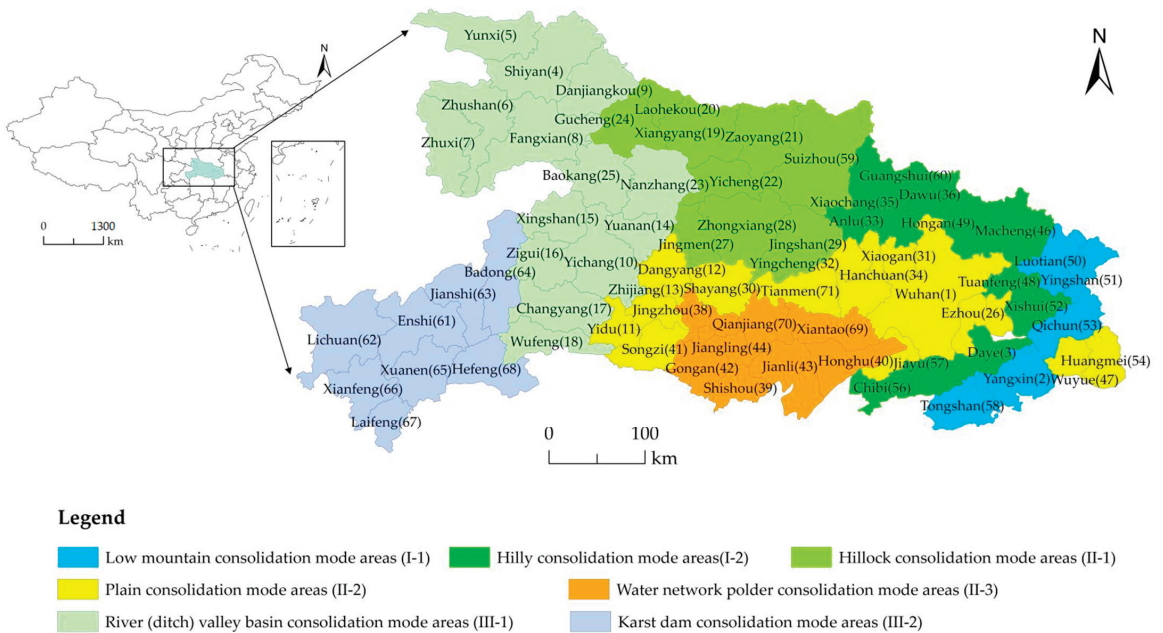 N
0 1300
km
N
Yunxi(5)
Shiyan(4)
Danjiangkou(9)
Zhushan(6)
Laohekou(20)
Gucheng(24)
Xiangyang(19)
Zaoyang(21)
Zhuxi(7)
Fangxian(8)
Suizhou(59)
Guangshui(60)
Baokang(25)
Nanzhang(23)
Yicheng(22)
Dawu(36)
Xiaochang(35)
Xingshan(15)
Yuanan(14)
Zhongxiang(28)
Anlu(33)
Hongan(49)
Macheng(46)
Jingmen(27)
Jingshan(29)
Zigui(16)
Yichang(10)
Dangyang(12)
Yingcheng(32)
Xiaogan(31)
Luotian(50)
Badong(64)
Hanchuan(34)
Tuanfeng(48)
Yingshan(51)
Jianshi(63)
Zhijiang(13)
Shayang(30)
Tianmen(71)
Wuhan(1)
Changyang(17)
Jingzhou(38)
Ezhou(26)
Xishui(52)
Enshi(61)
Yidu(11)
Qianjiang(70)
Xiantao(69)
Qichun(53)
Lichuan(62)
Wufeng(18)
Songzi(41)
Jiangling(44)
Daye(3)
Huangmei(54)
Xuanen(65)
Hefeng(68)
Gongan(42)
Jianli(43)
Honghu(40)
Jiayu(57)
Yangxin(2)
Wuyue(47)
Xianfeng(66)
Shishou(39)
Chibi(56)
Tongshan(58)
Laifeng(67)
0 100
km
Legend
Low mountain consolidation mode areas (I-1)
Hilly consolidation mode areas(I-2)
Hillock consolidation mode areas (II-1)
Plain consolidation mode areas (II-2)
Water network polder consolidation mode areas (II-3)
River (ditch) valley basin consolidation mode areas (III-1)
Karst dam consolidation mode areas (III-2)